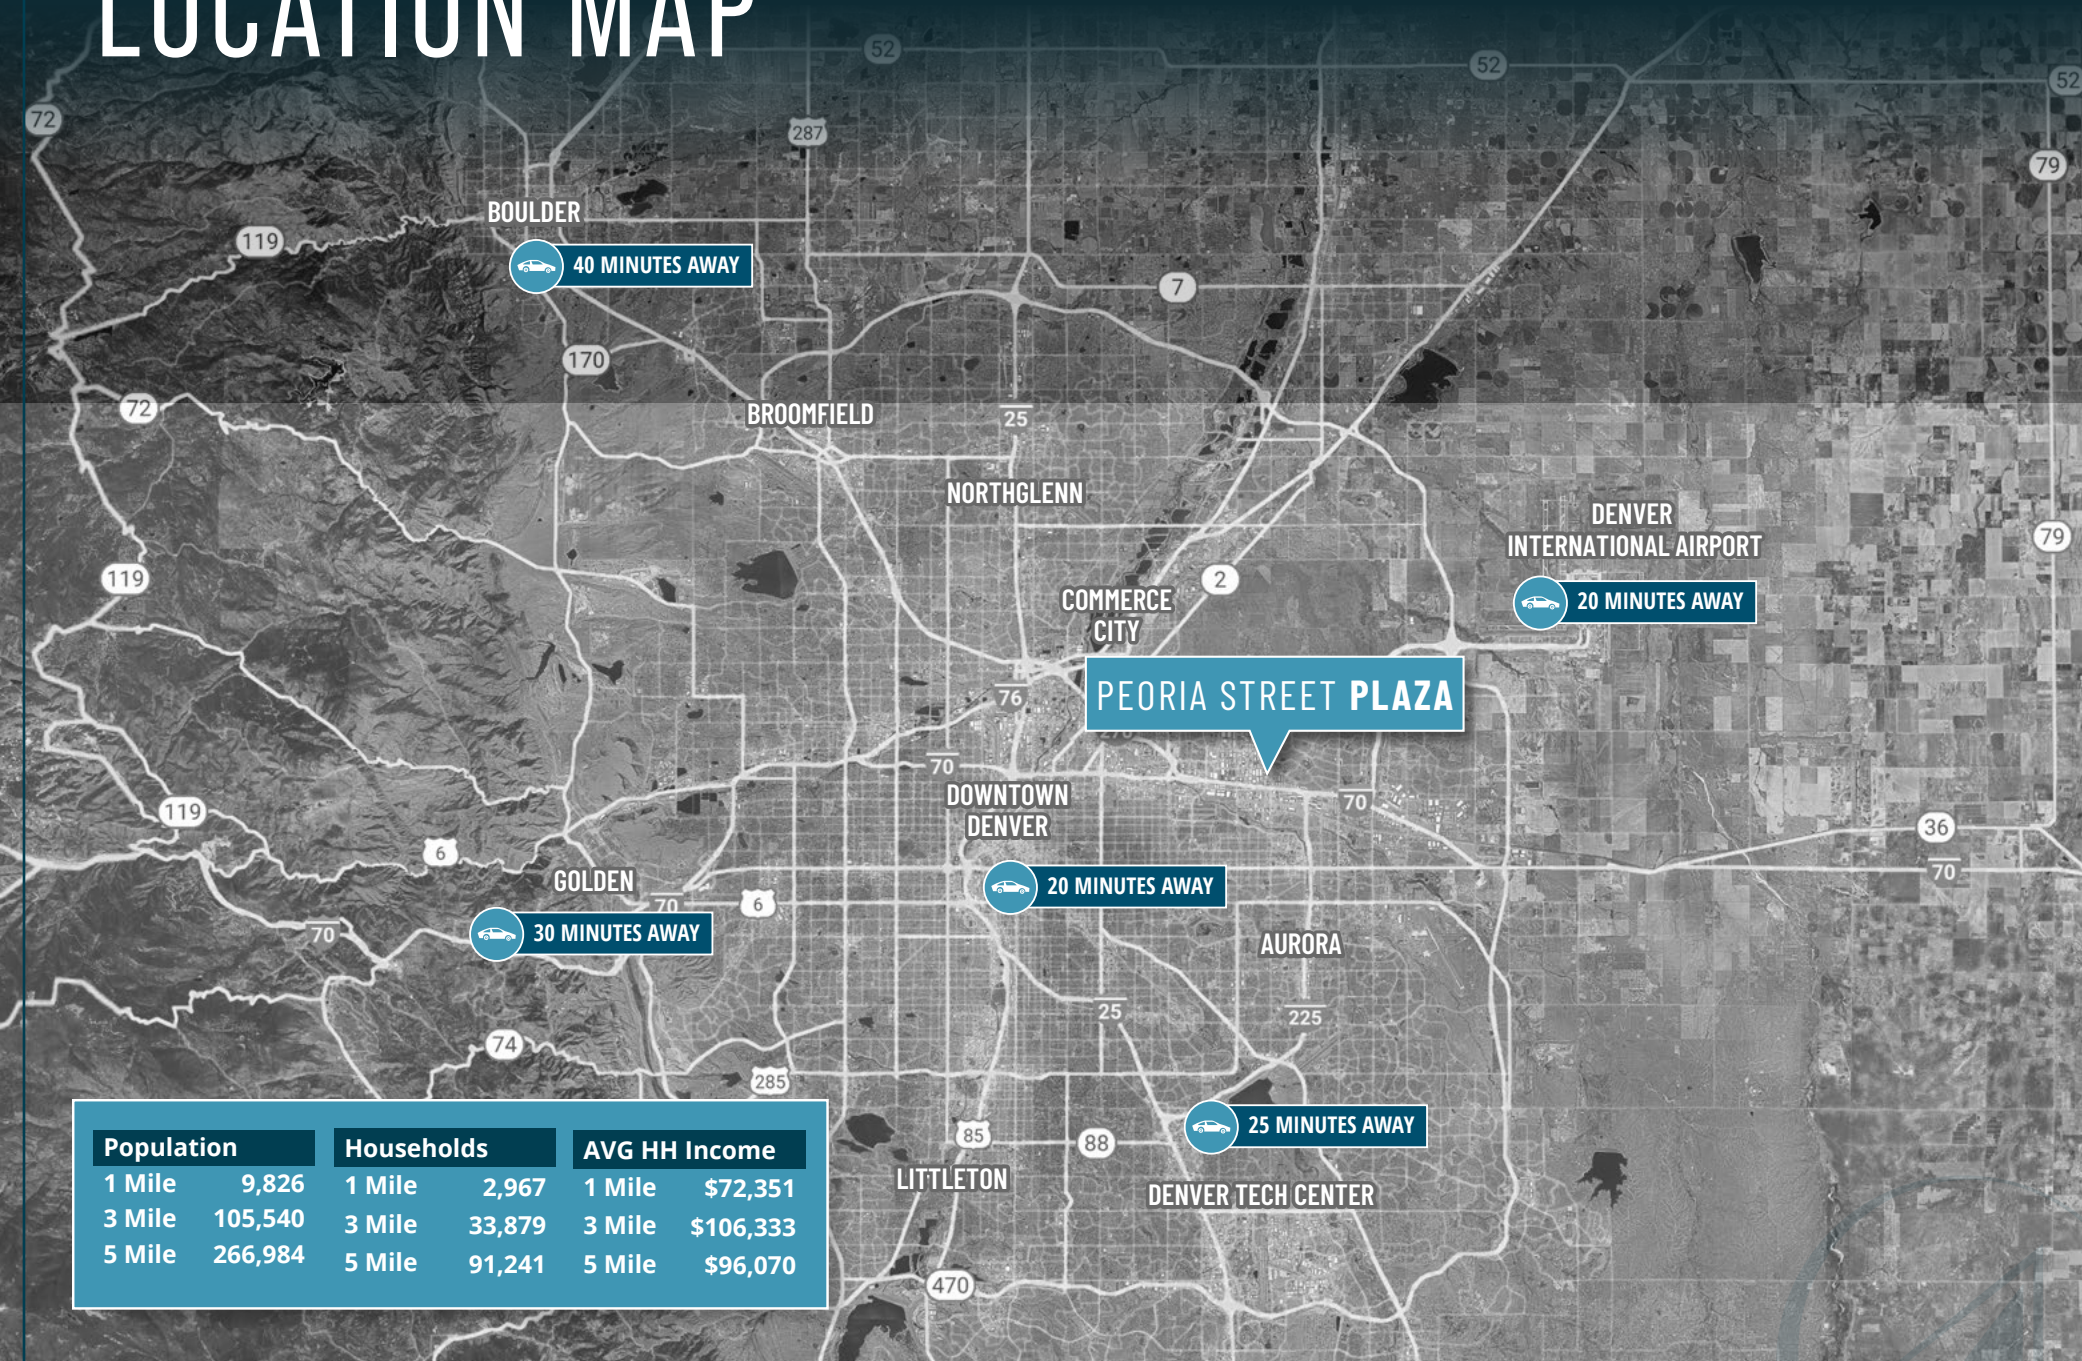 LOCATION MAP
52
52
52
72
287
79
BOULDER
119
40 MINUTES AWAY
7
170
72
BROOMFIELD
25
NORTHGLENN
DENVER
INTERNATIONAL AIRPORT
79
119
2
COMMERCE
CITY
20 MINUTES AWAY
PEORIA STREET PLAZA
76
270
70
DOWNTOWN
DENVER
70
119
36
6
70
GOLDEN
20 MINUTES AWAY
70
6
70
30 MINUTES AWAY
AURORA
25
225
74
285
25 MINUTES AWAY
85
88
LITTLETON
DENVER TECH CENTER
470
Population
1 Mile 9,826
3 Mile 105,540
5 Mile 266,984
Households
1 Mile 2,967
3 Mile 33,879
5 Mile 91,241
AVG HH Income
1 Mile $72,351
3 Mile $106,333
5 Mile $96,070